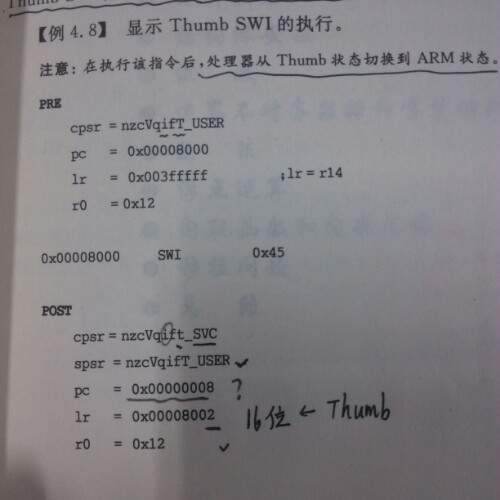 【例 4.8】 显示 Thumb SWI 的执行。
注意：在执行该指令后，处理器从 Thumb 状态切换到 ARM 状态。
PRE
cpsr = nzcVqifT_USER
pc = 0x00008000
lr = 0x003fffff ;lr = r14
r0 = 0x12
0x00008000 SWI 0x45
POST
cpsr = nzcVqift_SVC
spsr = nzcVqifT_USER ✓
pc = 0x00000008 ?
lr = 0x00008002 16位 ← Thumb
r0 = 0x12 ✓